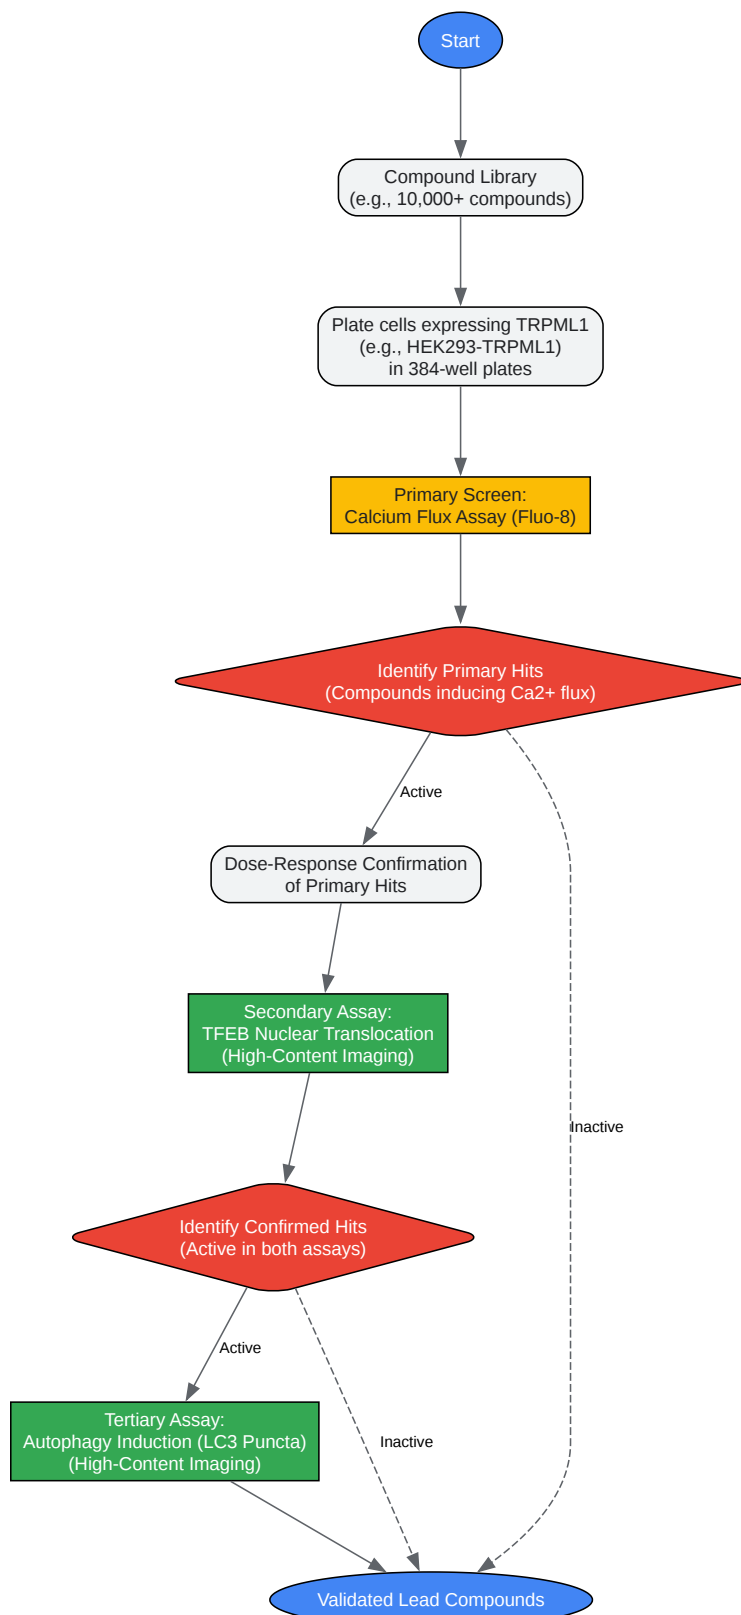 Start
Compound Library
(e.g., 10,000+ compounds)
Plate cells expressing TRPML1
(e.g., HEK293-TRPML1)
in 384-well plates
Primary Screen:
Calcium Flux Assay (Fluo-8)
Identify Primary Hits
(Compounds inducing Ca2+ flux)
Active
Dose-Response Confirmation
of Primary Hits
Secondary Assay:
TFEB Nuclear Translocation
(High-Content Imaging)
Inactive
Identify Confirmed Hits
(Active in both assays)
Active
Tertiary Assay:
Autophagy Induction (LC3 Puncta)
(High-Content Imaging)
Inactive
Validated Lead Compounds